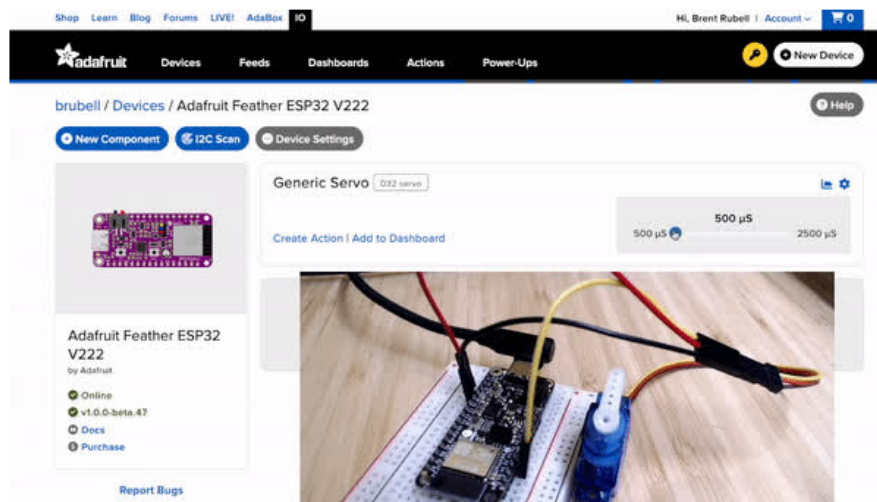 Shop Learn Blog Forums LIVE! AdaBox IO
Hi, Brent Rubell | Account 0
adafruit Devices Feeds Dashboards Actions Power-Ups New Device
brubell / Devices / Adafruit Feather ESP32 V222
Help
New Component I2C Scan Device Settings
Generic Servo D32 servo
500 µS
500 µS 2500 µS
Create Action | Add to Dashboard
Adafruit Feather ESP32
V222
by Adafruit
Online
v1.0.0-beta.47
Docs
Purchase
Report Bugs